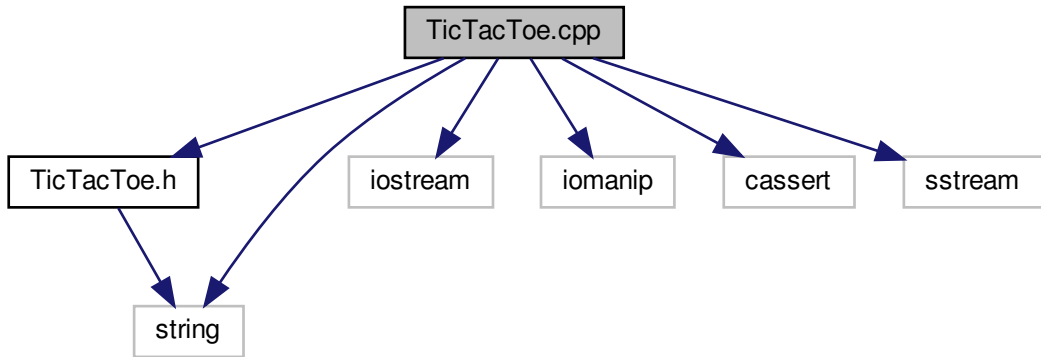 TicTacToe.cpp
TicTacToe.h
iostream
iomanip
cassert
sstream
string